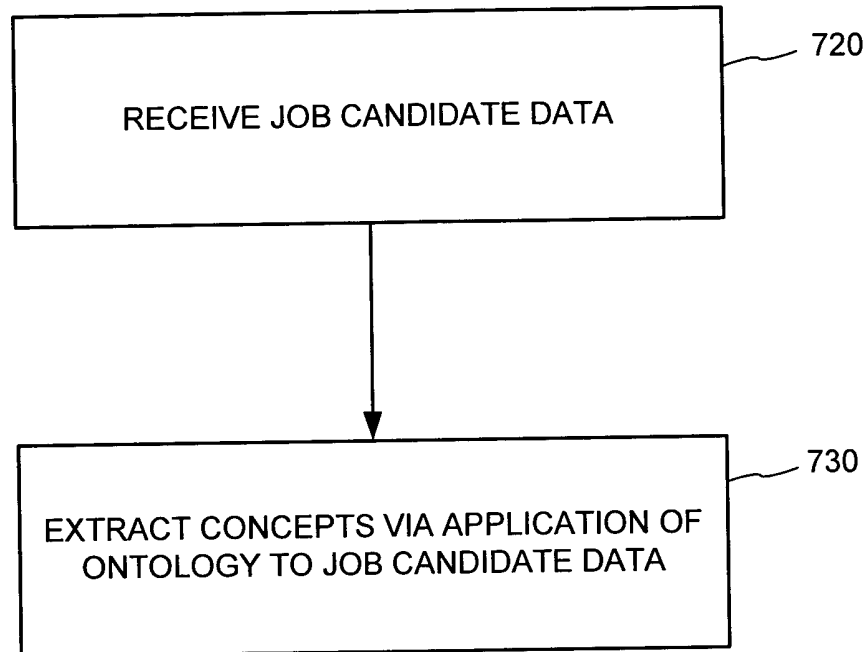 720
RECEIVE JOB CANDIDATE DATA
730
EXTRACT CONCEPTS VIA APPLICATION OF
ONTOLOGY TO JOB CANDIDATE DATA